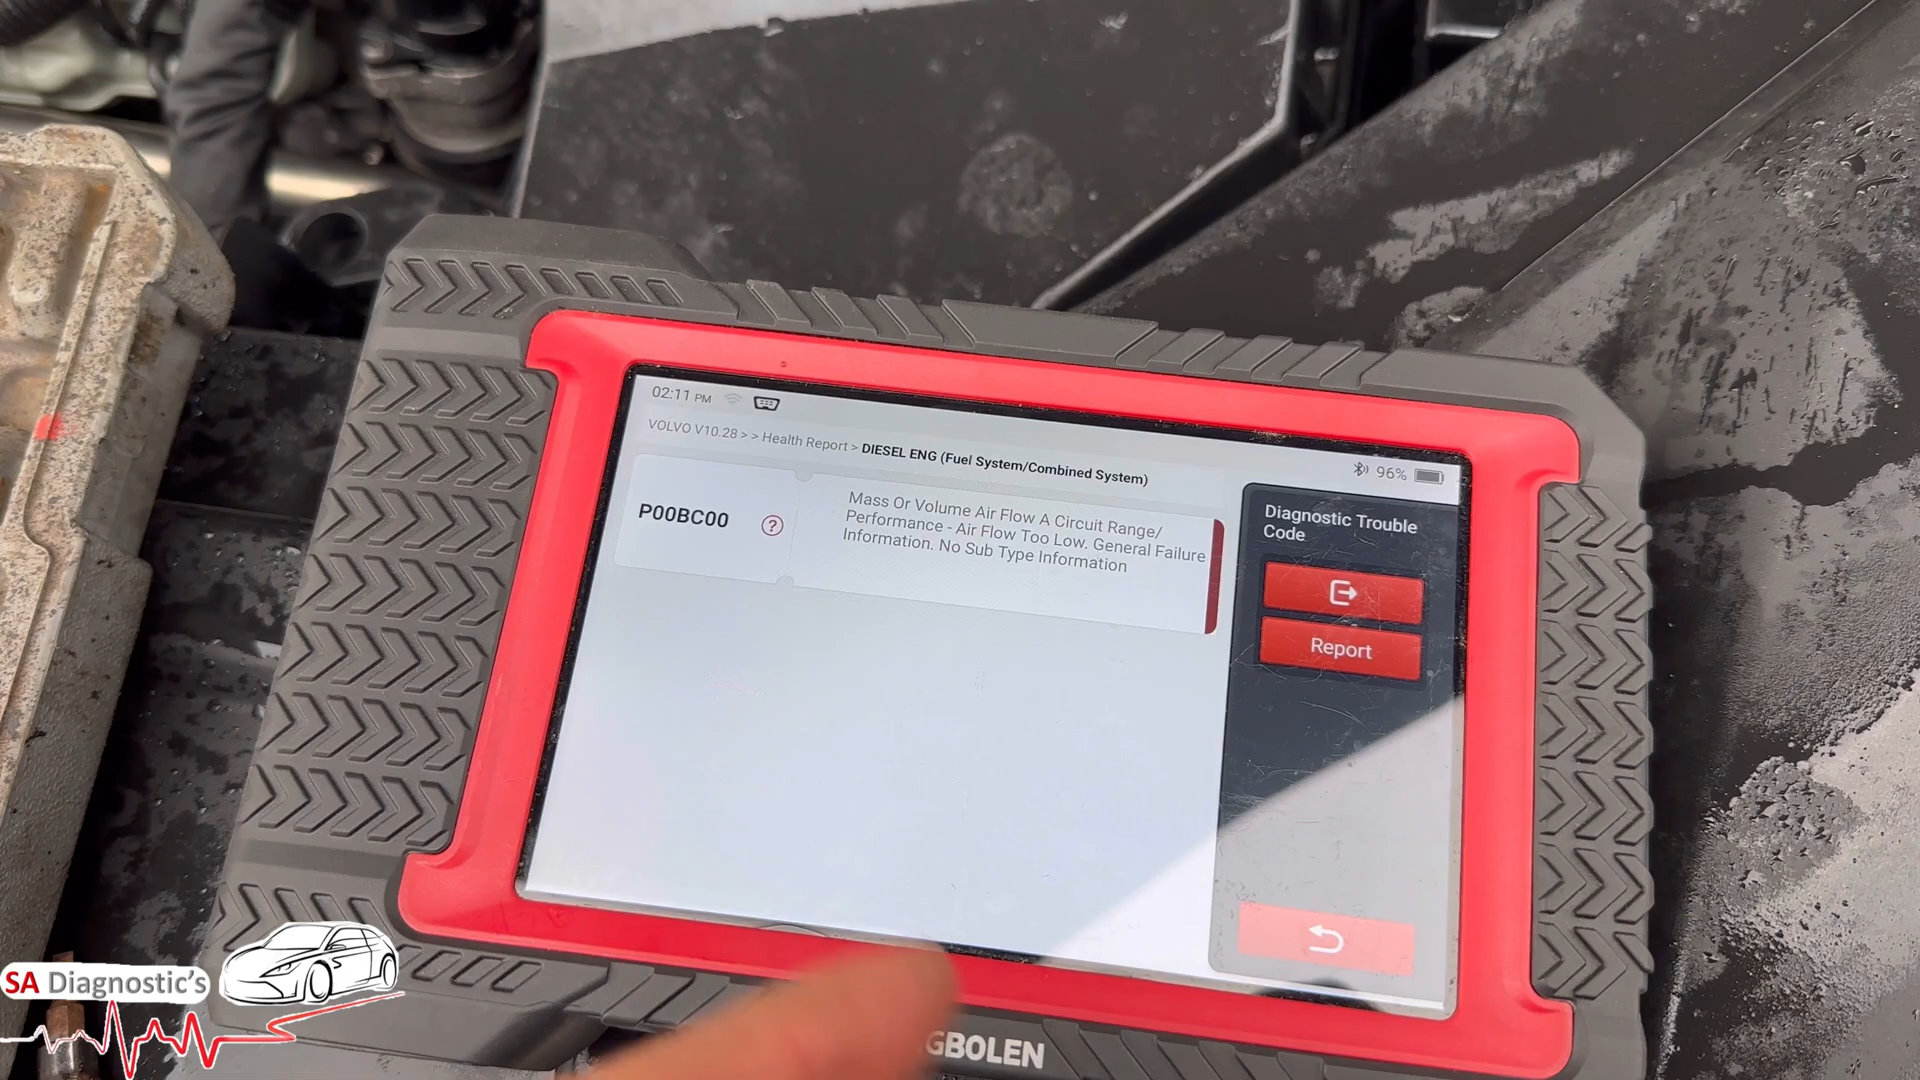 02:11 PM
96%
VOLVO V10.28 > > Health Report > DIESEL ENG (Fuel System/Combined System)
P00BC00
?
Mass Or Volume Air Flow A Circuit Range/
Performance - Air Flow Too Low. General Failure
Information. No Sub Type Information
Diagnostic Trouble
Code
Report
SA Diagnostic's
GBOLEN